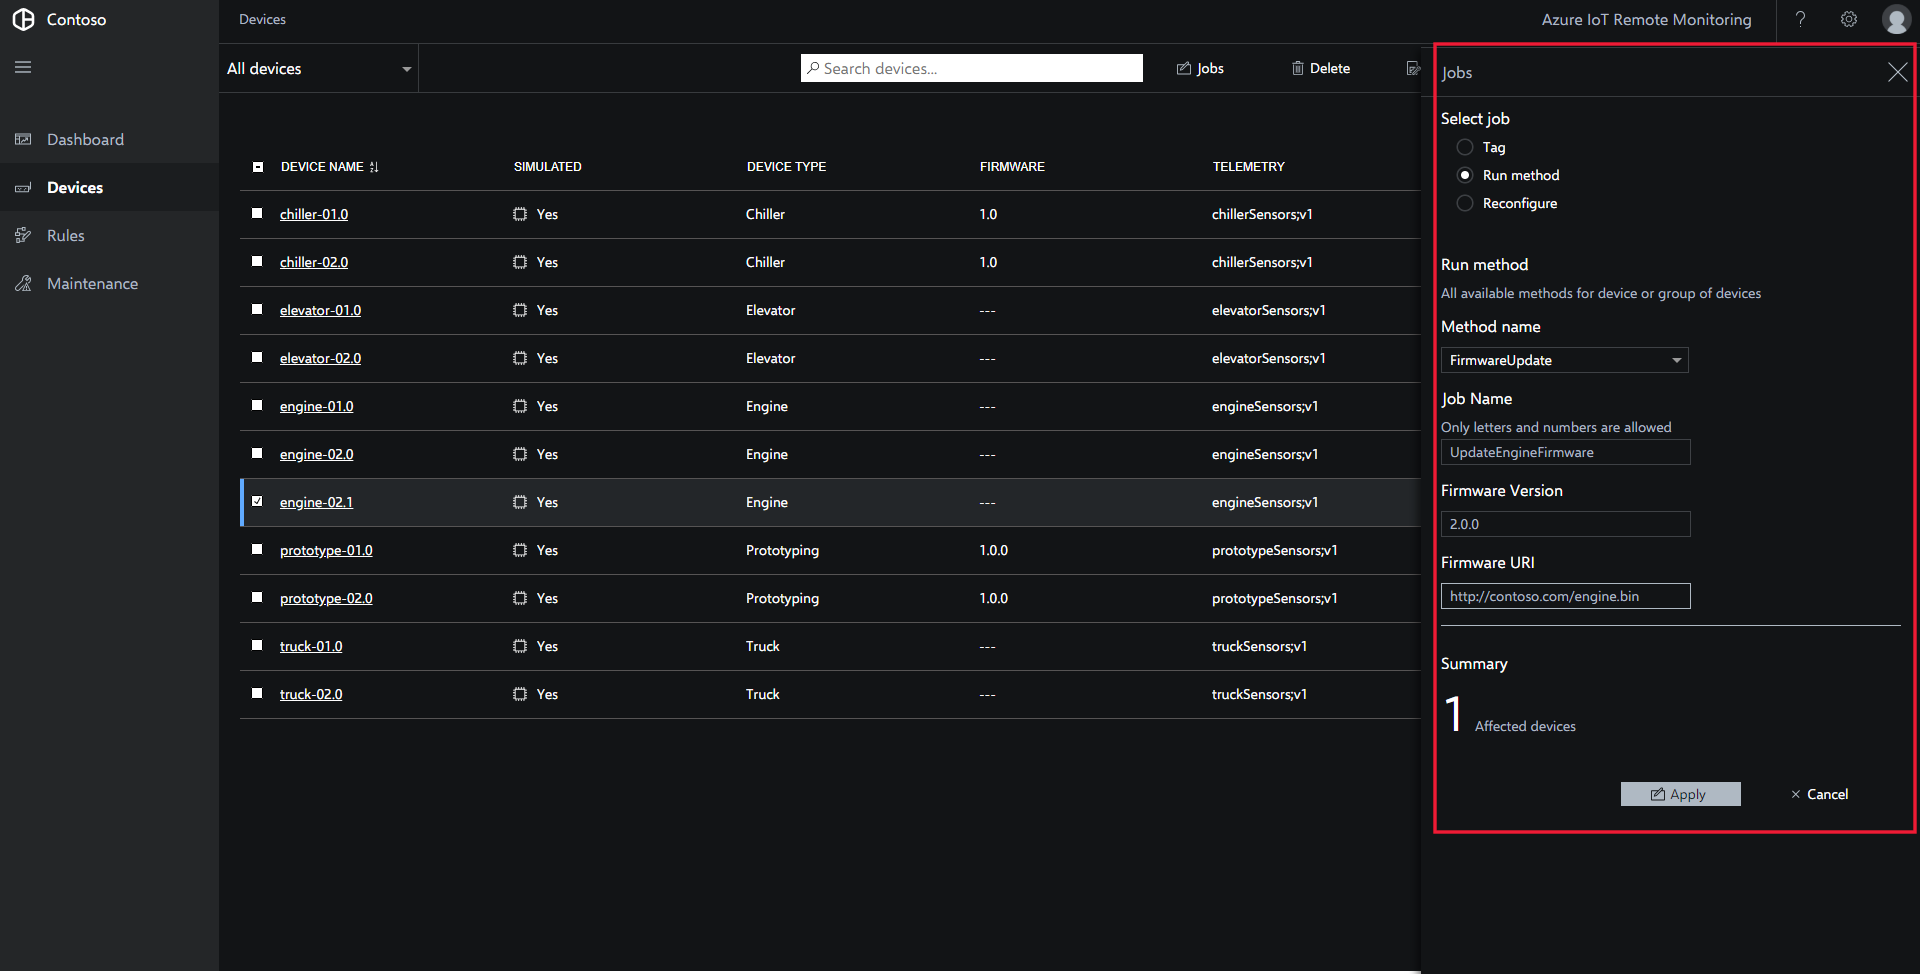 Contoso
Devices
Azure IoT Remote Monitoring
?
All devices
Search devices...
Jobs
Delete
Dashboard
Devices
Rules
Maintenance
DEVICE NAME SIMULATED DEVICE TYPE FIRMWARE TELEMETRY
chiller-01.0 Yes Chiller 1.0 chillerSensors;v1
chiller-02.0 Yes Chiller 1.0 chillerSensors;v1
elevator-01.0 Yes Elevator --- elevatorSensors;v1
elevator-02.0 Yes Elevator --- elevatorSensors;v1
engine-01.0 Yes Engine --- engineSensors;v1
engine-02.0 Yes Engine --- engineSensors;v1
engine-02.1 Yes Engine --- engineSensors;v1
prototype-01.0 Yes Prototyping 1.0.0 prototypeSensors;v1
prototype-02.0 Yes Prototyping 1.0.0 prototypeSensors;v1
truck-01.0 Yes Truck --- truckSensors;v1
truck-02.0 Yes Truck --- truckSensors;v1
Jobs
Select job
Tag
Run method
Reconfigure
Run method
All available methods for device or group of devices
Method name
FirmwareUpdate
Job Name
Only letters and numbers are allowed
UpdateEngineFirmware
Firmware Version
2.0.0
Firmware URI
http://contoso.com/engine.bin
Summary
1 Affected devices
Apply
Cancel